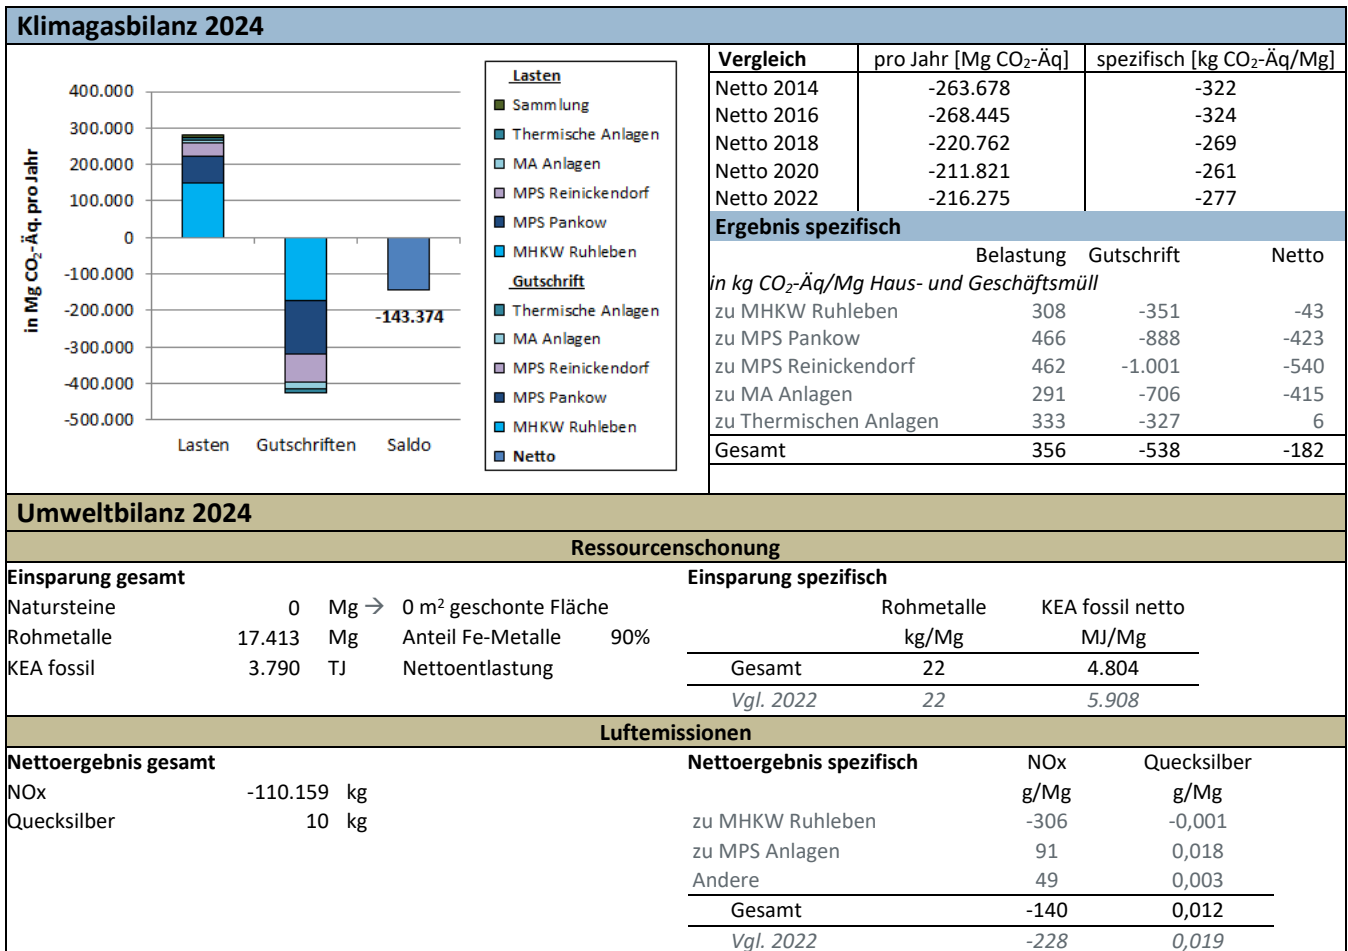 Klimagasbilanz 2024
in Mg CO2-Äq. pro Jahr
400.000
300.000
200.000
100.000
0
-100.000
-200.000
-300.000
-400.000
-500.000
-143.374
Lasten Gutschriften Saldo
Lasten
Sammlung
Thermische Anlagen
MA Anlagen
MPS Reinickendorf
MPS Pankow
MHKW Ruhleben
Gutschrift
Thermische Anlagen
MA Anlagen
MPS Reinickendorf
MPS Pankow
MHKW Ruhleben
Netto
Vergleich pro Jahr [Mg CO2-Äq] spezifisch [kg CO2-Äq/Mg]
Netto 2014 -263.678 -322
Netto 2016 -268.445 -324
Netto 2018 -220.762 -269
Netto 2020 -211.821 -261
Netto 2022 -216.275 -277
Ergebnis spezifisch
Belastung Gutschrift Netto
in kg CO2-Äq/Mg Haus- und Geschäftsmüll
zu MHKW Ruhleben 308 -351 -43
zu MPS Pankow 466 -888 -423
zu MPS Reinickendorf 462 -1.001 -540
zu MA Anlagen 291 -706 -415
zu Thermischen Anlagen 333 -327 6
Gesamt 356 -538 -182
Umweltbilanz 2024
Ressourcenschonung
Einsparung gesamt
Natursteine 0 Mg → 0 m² geschonte Fläche
Rohmetalle 17.413 Mg Anteil Fe-Metalle 90%
KEA fossil 3.790 TJ Nettoentlastung
Einsparung spezifisch
Rohmetalle KEA fossil netto
kg/Mg MJ/Mg
Gesamt 22 4.804
Vgl. 2022 22 5.908
Luftemissionen
Nettoergebnis gesamt
NOx -110.159 kg
Quecksilber 10 kg
Nettoergebnis spezifisch NOx Quecksilber
g/Mg g/Mg
zu MHKW Ruhleben -306 -0,001
zu MPS Anlagen 91 0,018
Andere 49 0,003
Gesamt -140 0,012
Vgl. 2022 -228 0,019